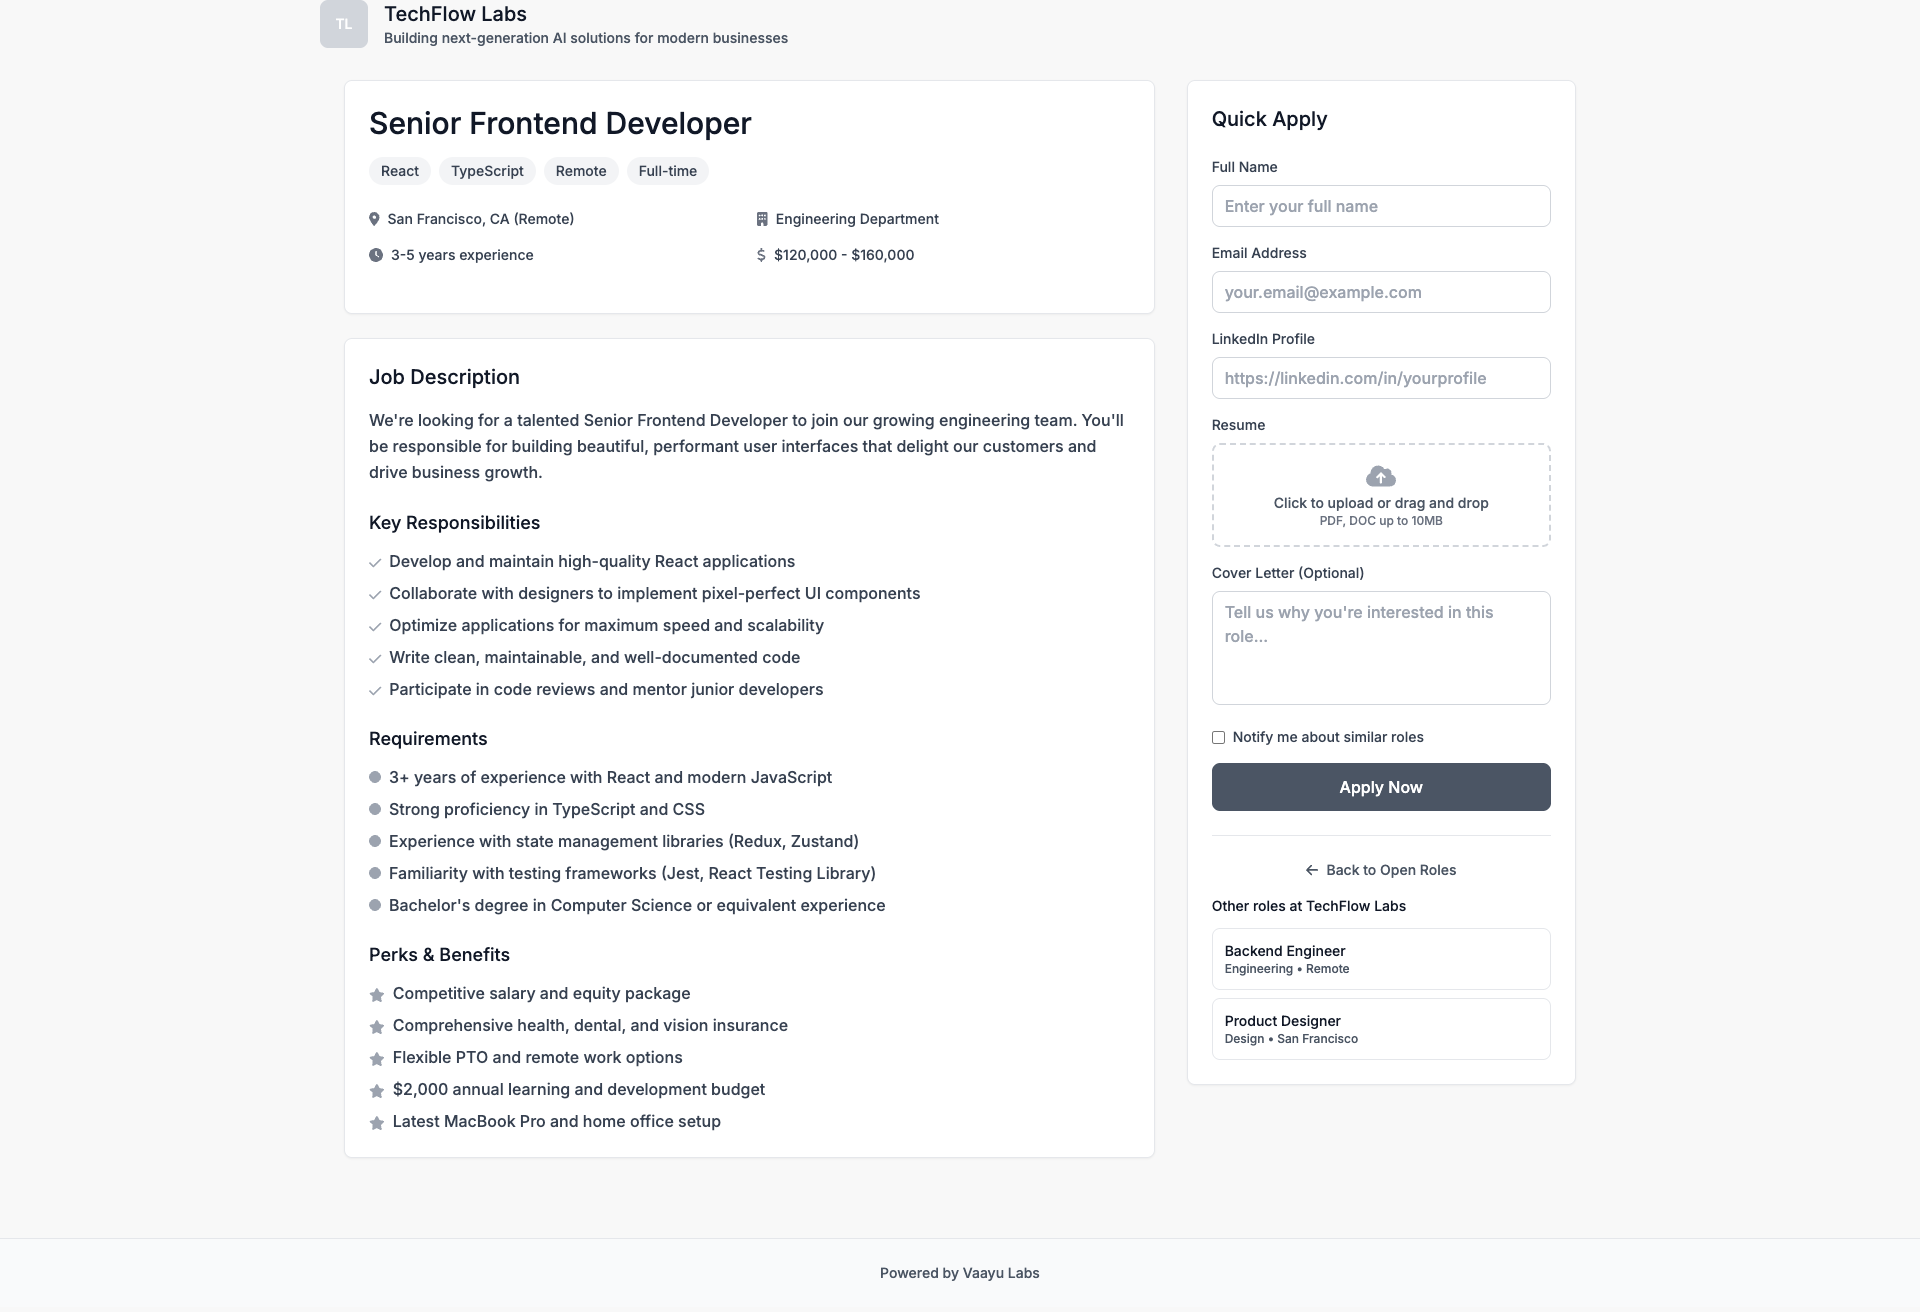 TL
TechFlow Labs
Building next-generation AI solutions for modern businesses
Senior Frontend Developer
React
TypeScript
Remote
Full-time
San Francisco, CA (Remote)
Engineering Department
3-5 years experience
$120,000 - $160,000
Job Description
We're looking for a talented Senior Frontend Developer to join our growing engineering team. You'll
be responsible for building beautiful, performant user interfaces that delight our customers and
drive business growth.
Key Responsibilities
Develop and maintain high-quality React applications
Collaborate with designers to implement pixel-perfect UI components
Optimize applications for maximum speed and scalability
Write clean, maintainable, and well-documented code
Participate in code reviews and mentor junior developers
Requirements
3+ years of experience with React and modern JavaScript
Strong proficiency in TypeScript and CSS
Experience with state management libraries (Redux, Zustand)
Familiarity with testing frameworks (Jest, React Testing Library)
Bachelor's degree in Computer Science or equivalent experience
Perks & Benefits
Competitive salary and equity package
Comprehensive health, dental, and vision insurance
Flexible PTO and remote work options
$2,000 annual learning and development budget
Latest MacBook Pro and home office setup
Quick Apply
Full Name
Enter your full name
Email Address
your.email@example.com
LinkedIn Profile
https://linkedin.com/in/yourprofile
Resume
Click to upload or drag and drop
PDF, DOC up to 10MB
Cover Letter (Optional)
Tell us why you're interested in this
role...
Notify me about similar roles
Apply Now
Back to Open Roles
Other roles at TechFlow Labs
Backend Engineer
Engineering • Remote
Product Designer
Design • San Francisco
Powered by Vaayu Labs